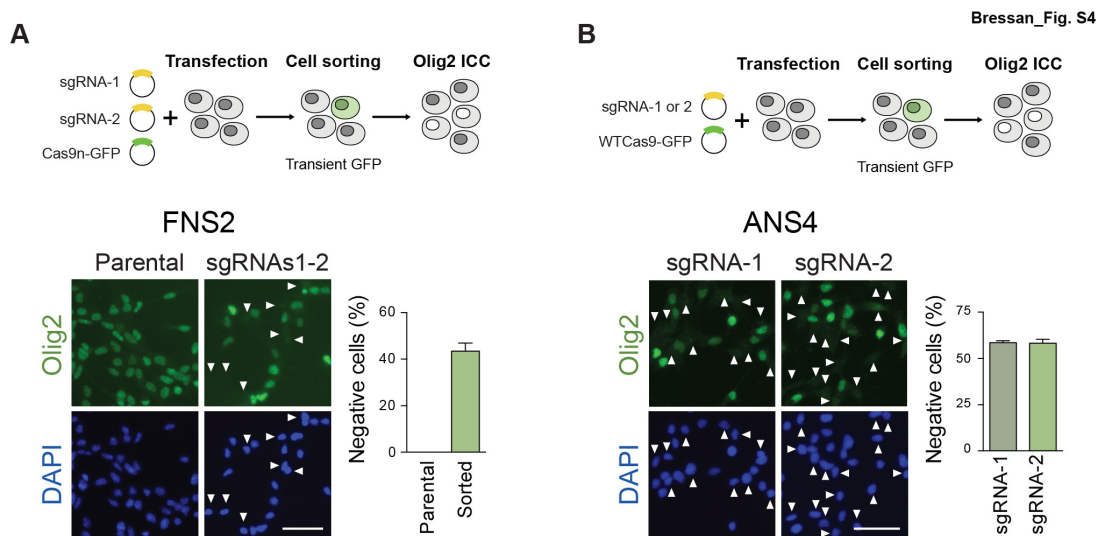 Bressan_Fig. S4
A
Transfection
Cell sorting
Olig2 ICC
sgRNA-1
sgRNA-2
Cas9n-GFP
+
Transient GFP
FNS2
Parental
sgRNAs1-2
Olig2
DAPI
Negative cells (%)
60
40
20
0
Parental
Sorted
B
Transfection
Cell sorting
Olig2 ICC
sgRNA-1 or 2
WTCas9-GFP
+
Transient GFP
ANS4
sgRNA-1
sgRNA-2
Olig2
DAPI
Negative cells (%)
75
50
25
0
sgRNA-1
sgRNA-2